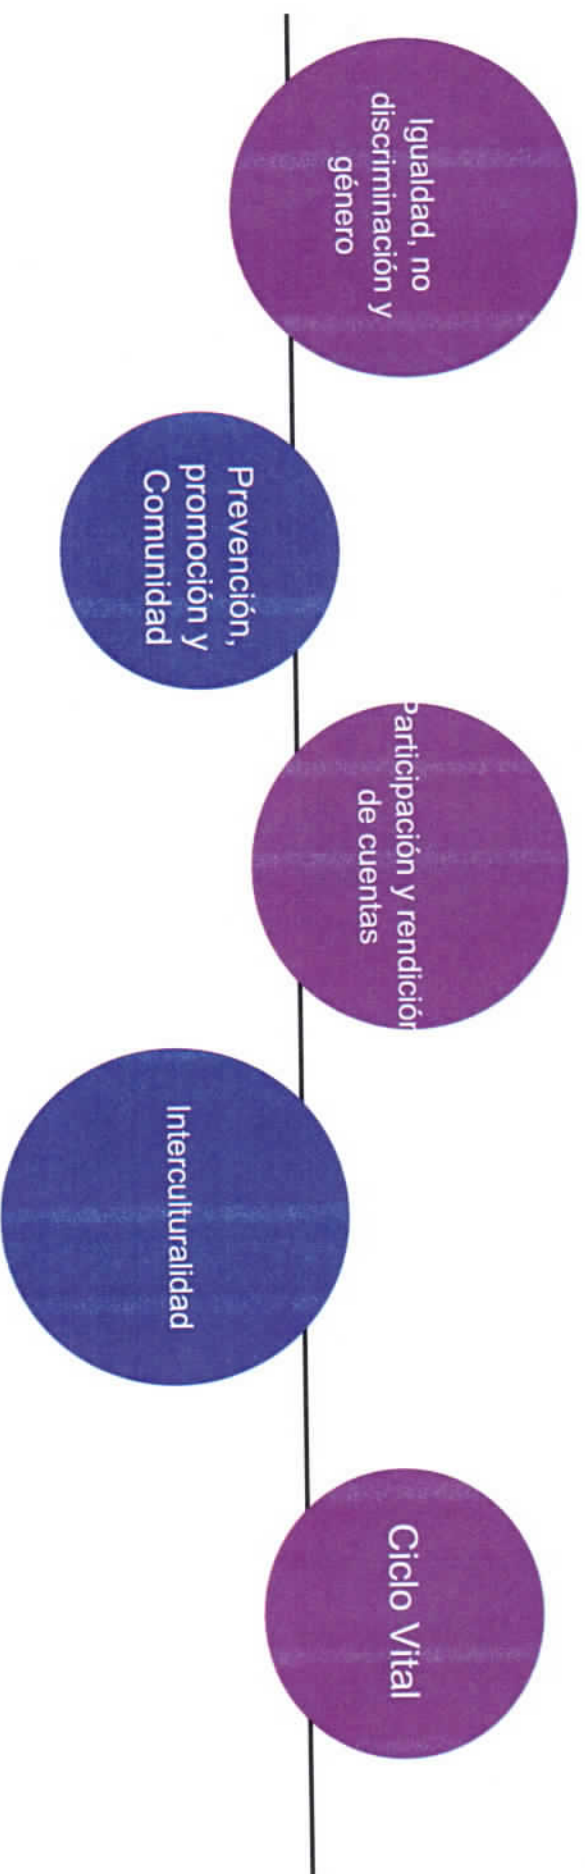 Igualdad, no
discriminación y
género
Prevención,
promoción y
Comunidad
Participación y rendición
de cuentas
Interculturalidad
Ciclo Vital